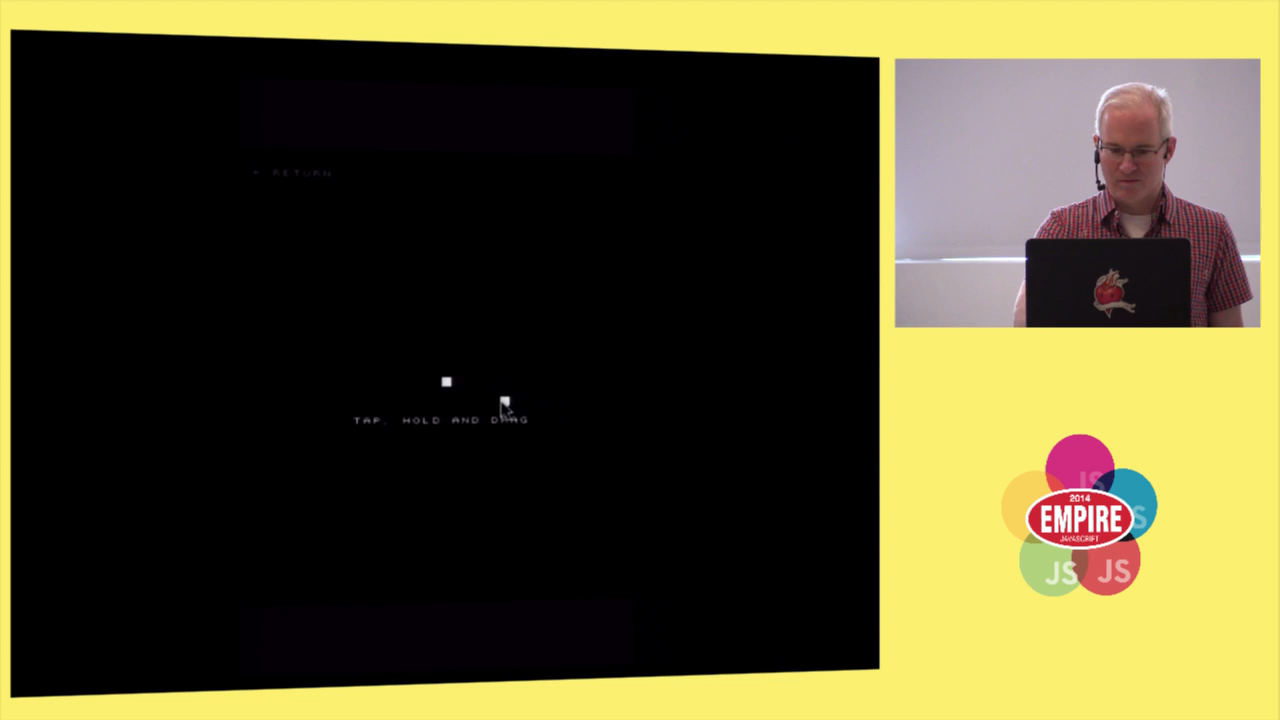 ← RETURN
TAP, HOLD AND DRAG
JS
2014
EMPIRE
JAVASCRIPT
JS
JS
JS